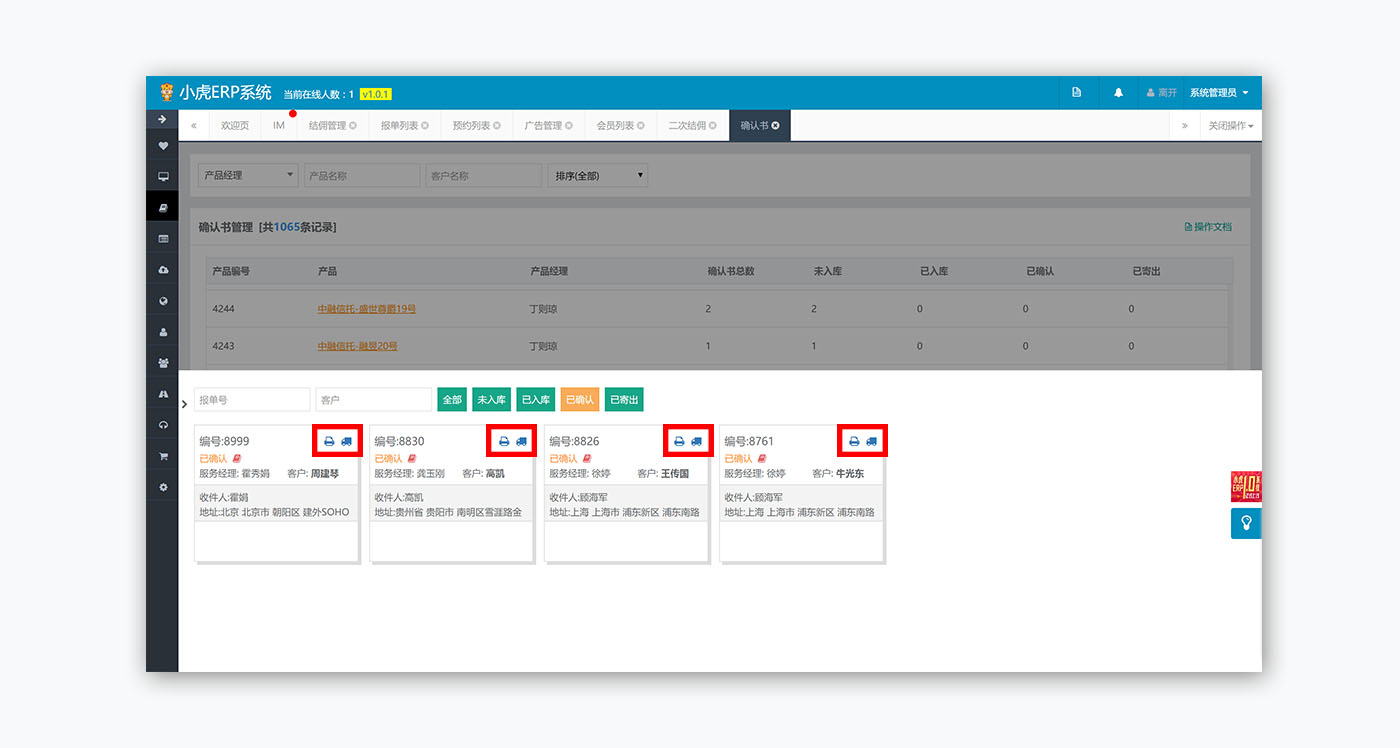 小虎ERP系统 当前在线人数：1 v1.0.1 离开 系统管理员
欢迎页 IM 结佣管理 报单列表 预约列表 广告管理 会员列表 二次结佣 确认书 关闭操作
产品经理 产品名称 客户名称 排序(全部)
确认书管理 [共1065条记录] 操作文档
产品编号 产品 产品经理 确认书总数 未入库 已入库 已确认 已寄出
4244 中融信托-盛世尊爵19号 丁则琼 2 2 0 0 0
4243 中融信托-融昱20号 丁则琼 1 1 0 0 0
报单号 客户 全部 未入库 已入库 已确认 已寄出
编号:8999
已确认
服务经理: 霍秀娟 客户: 周建琴
收件人:霍娟
地址:北京 北京市 朝阳区 建外SOHO
编号:8830
已确认
服务经理: 龚玉刚 客户: 高凯
收件人:高凯
地址:贵州省 贵阳市 南明区雪涯路金
编号:8826
已确认
服务经理: 徐婷 客户: 王传国
收件人:顾海军
地址:上海 上海市 浦东新区 浦东南路
编号:8761
已确认
服务经理: 徐婷 客户: 牛光东
收件人:顾海军
地址:上海 上海市 浦东新区 浦东南路
小虎
ERP 1.0